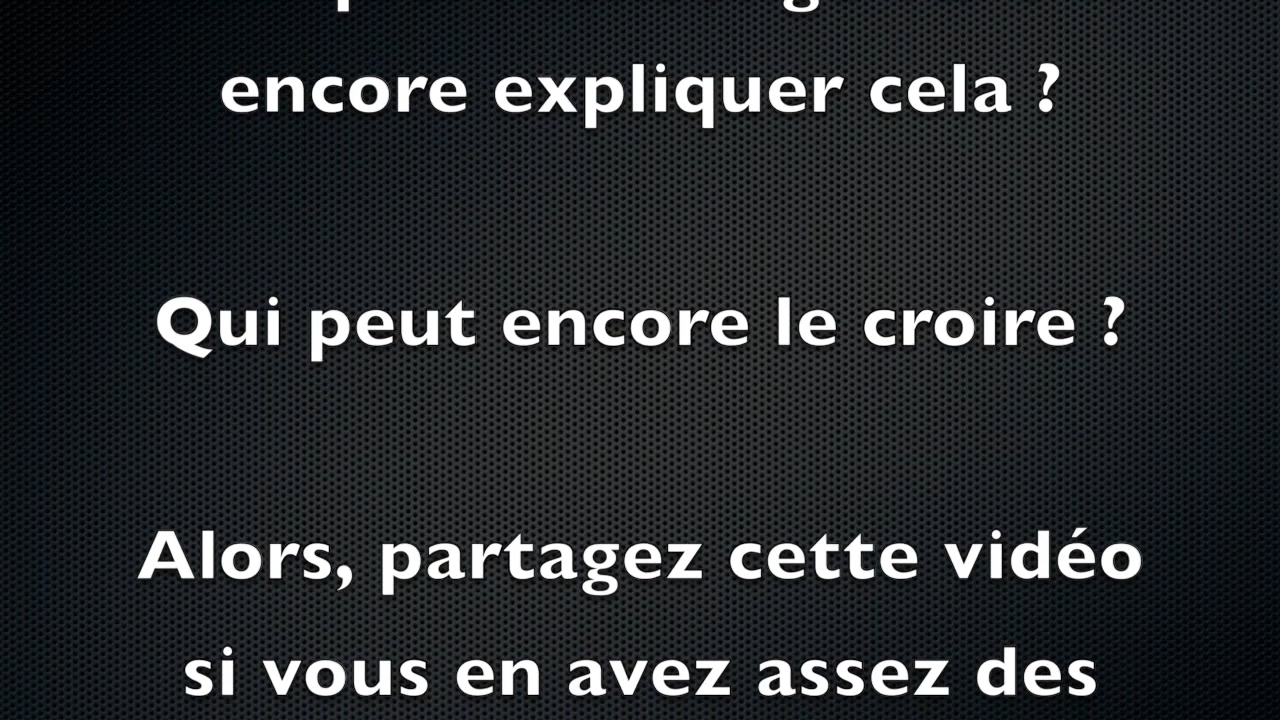 encore expliquer cela ?
Qui peut encore le croire ?
Alors, partagez cette vidéo
si vous en avez assez des